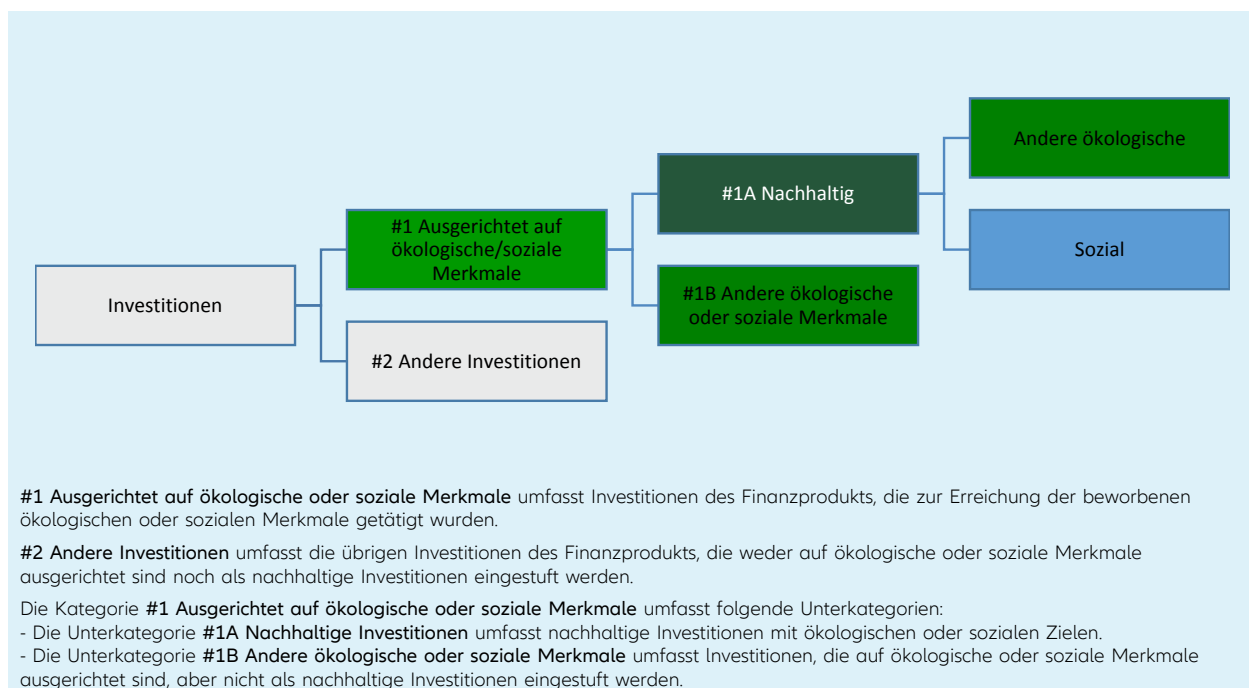 Investitionen
#1 Ausgerichtet auf
ökologische/soziale
Merkmale
#2 Andere Investitionen
#1A Nachhaltig
#1B Andere ökologische
oder soziale Merkmale
Andere ökologische
Sozial
#1 Ausgerichtet auf ökologische oder soziale Merkmale umfasst Investitionen des Finanzprodukts, die zur Erreichung der beworbenen
ökologischen oder sozialen Merkmale getätigt wurden.
#2 Andere Investitionen umfasst die übrigen Investitionen des Finanzprodukts, die weder auf ökologische oder soziale Merkmale
ausgerichtet sind noch als nachhaltige Investitionen eingestuft werden.
Die Kategorie #1 Ausgerichtet auf ökologische oder soziale Merkmale umfasst folgende Unterkategorien:
- Die Unterkategorie #1A Nachhaltige Investitionen umfasst nachhaltige Investitionen mit ökologischen oder sozialen Zielen.
- Die Unterkategorie #1B Andere ökologische oder soziale Merkmale umfasst Investitionen, die auf ökologische oder soziale Merkmale
ausgerichtet sind, aber nicht als nachhaltige Investitionen eingestuft werden.